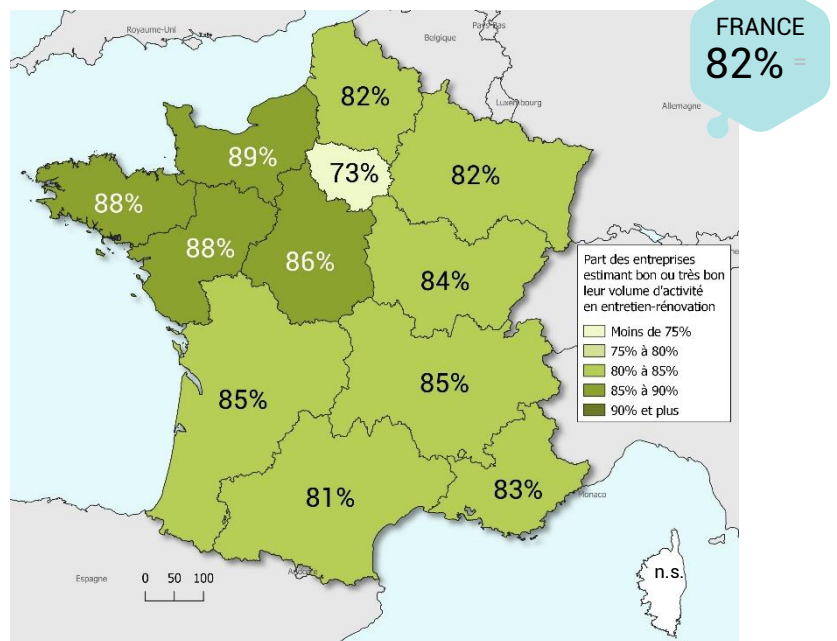 FRANCE
82% =
Royaume-Uni
Pays-Bas
Belgique
Luxembourg
Allemagne
82%
89%
73%
82%
88%
88%
86%
84%
Part des entreprises
estimant bon ou très bon
leur volume d'activité
en entretien-rénovation
Moins de 75%
75% à 80%
80% à 85%
85% à 90%
90% et plus
85%
85%
81%
83%
Monaco
Andorre
Espagne
0 50 100
n.s.